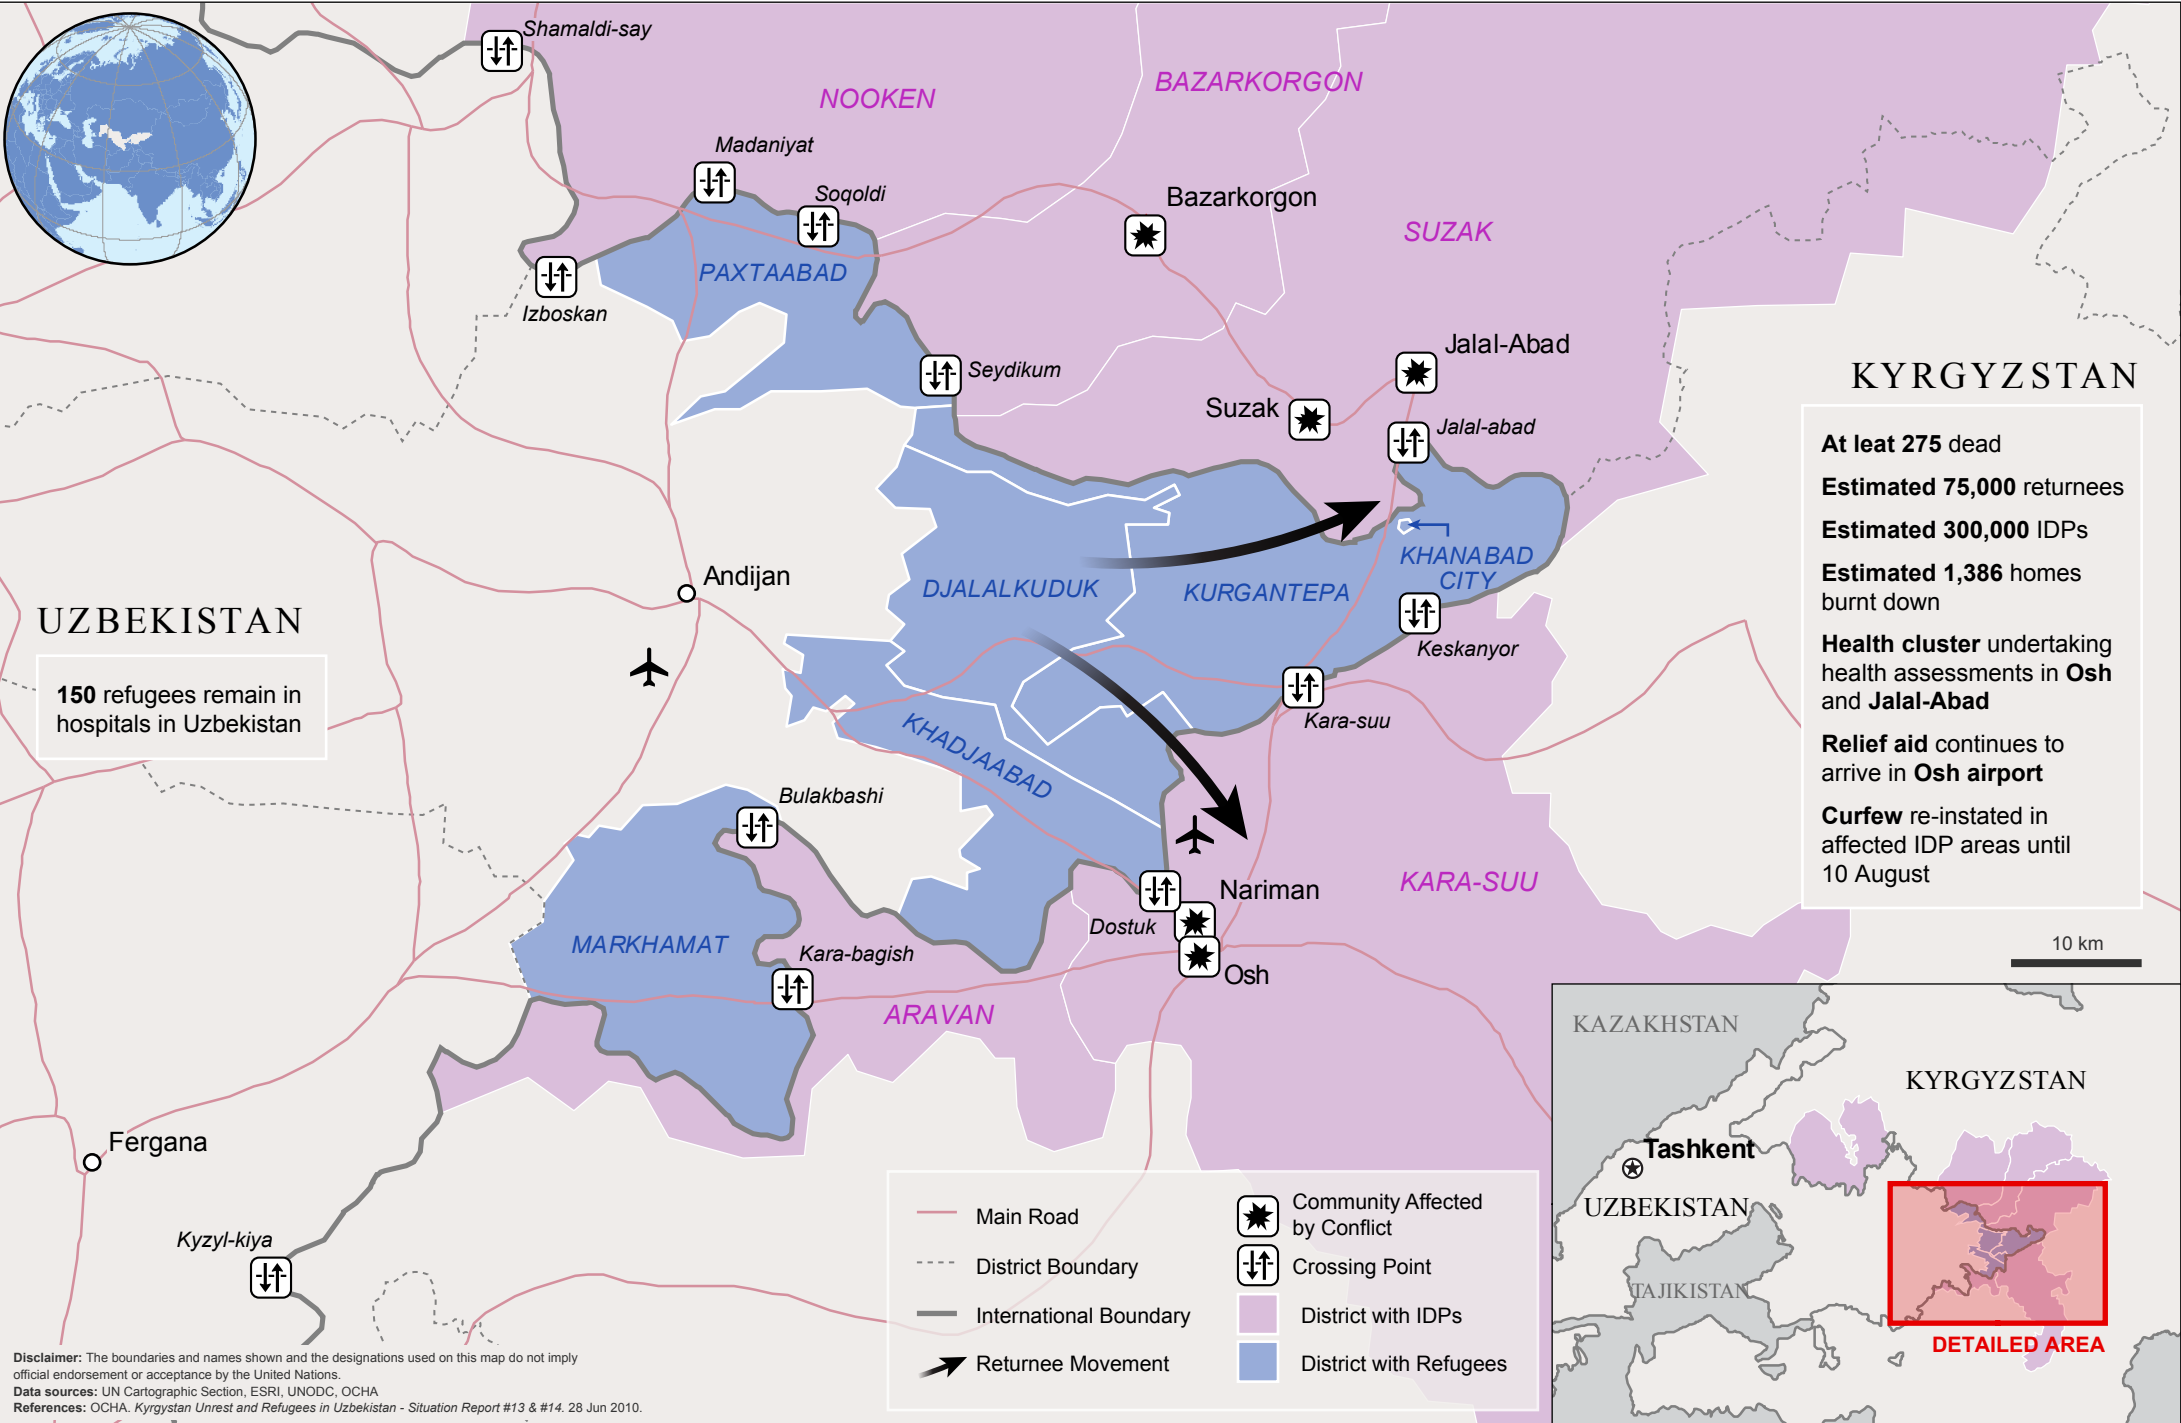 Shamaldi-say
NOOKEN
BAZARKORGON
Madaniyat
Soqoldi
Bazarkorgon
SUZAK
PAXTAABAD
Izboskan
Seydikum
Jalal-Abad
Suzak
Jalal-abad
KYRGYZSTAN
At leat 275 dead
Estimated 75,000 returnees
Estimated 300,000 IDPs
Estimated 1,386 homes
burnt down
Health cluster undertaking
health assessments in Osh
and Jalal-Abad
Relief aid continues to
arrive in Osh airport
Curfew re-instated in
affected IDP areas until
10 August
KHANABAD
CITY
Andijan
DJALALKUDUK
KURGANTEPA
UZBEKISTAN
150 refugees remain in
hospitals in Uzbekistan
Keskanyor
Kara-suu
KHADJAABAD
Bulakbashi
Nariman
KARA-SUU
Dostuk
MARKHAMAT
Kara-bagish
Osh
ARAVAN
10 km
Fergana
Kyzyl-kiya
Main Road
District Boundary
International Boundary
Returnee Movement
Community Affected
by Conflict
Crossing Point
District with IDPs
District with Refugees
KAZAKHSTAN
KYRGYZSTAN
Tashkent
UZBEKISTAN
TAJIKISTAN
DETAILED AREA
Disclaimer: The boundaries and names shown and the designations used on this map do not imply
official endorsement or acceptance by the United Nations.
Data sources: UN Cartographic Section, ESRI, UNODC, OCHA
References: OCHA. Kyrgystan Unrest and Refugees in Uzbekistan - Situation Report #13 & #14. 28 Jun 2010.